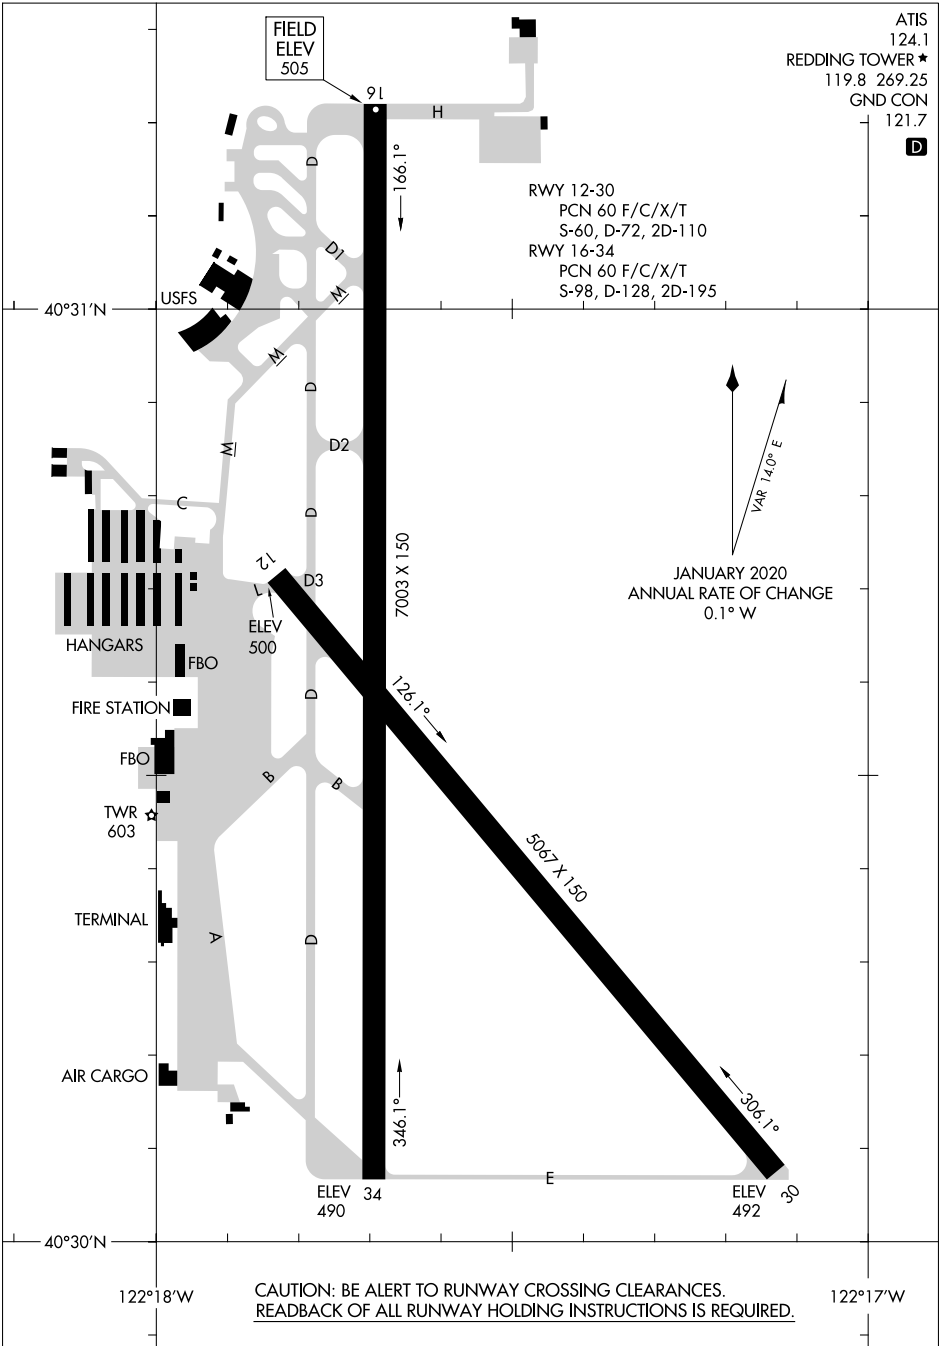 FIELD
ELEV
505
ATIS
124.1
REDDING TOWER ★
119.8 269.25
GND CON
121.7
D
16
H
D
166.1°
RWY 12-30
PCN 60 F/C/X/T
S-60, D-72, 2D-110
RWY 16-34
PCN 60 F/C/X/T
S-98, D-128, 2D-195
D1
W
USFS
40°31'N
W
D
D2
W
VAR 14.0° E
C
D
12
D3
L
7003 X 150
JANUARY 2020
ANNUAL RATE OF CHANGE
0.1° W
ELEV
500
HANGARS
FBO
D
126.1°
FIRE STATION
FBO
B
B
TWR
603
5067 X 150
TERMINAL
A
D
AIR CARGO
346.1°
306.1°
E
ELEV
490
34
ELEV
492
30
40°30'N
122°18'W
122°17'W
CAUTION: BE ALERT TO RUNWAY CROSSING CLEARANCES.
READBACK OF ALL RUNWAY HOLDING INSTRUCTIONS IS REQUIRED.